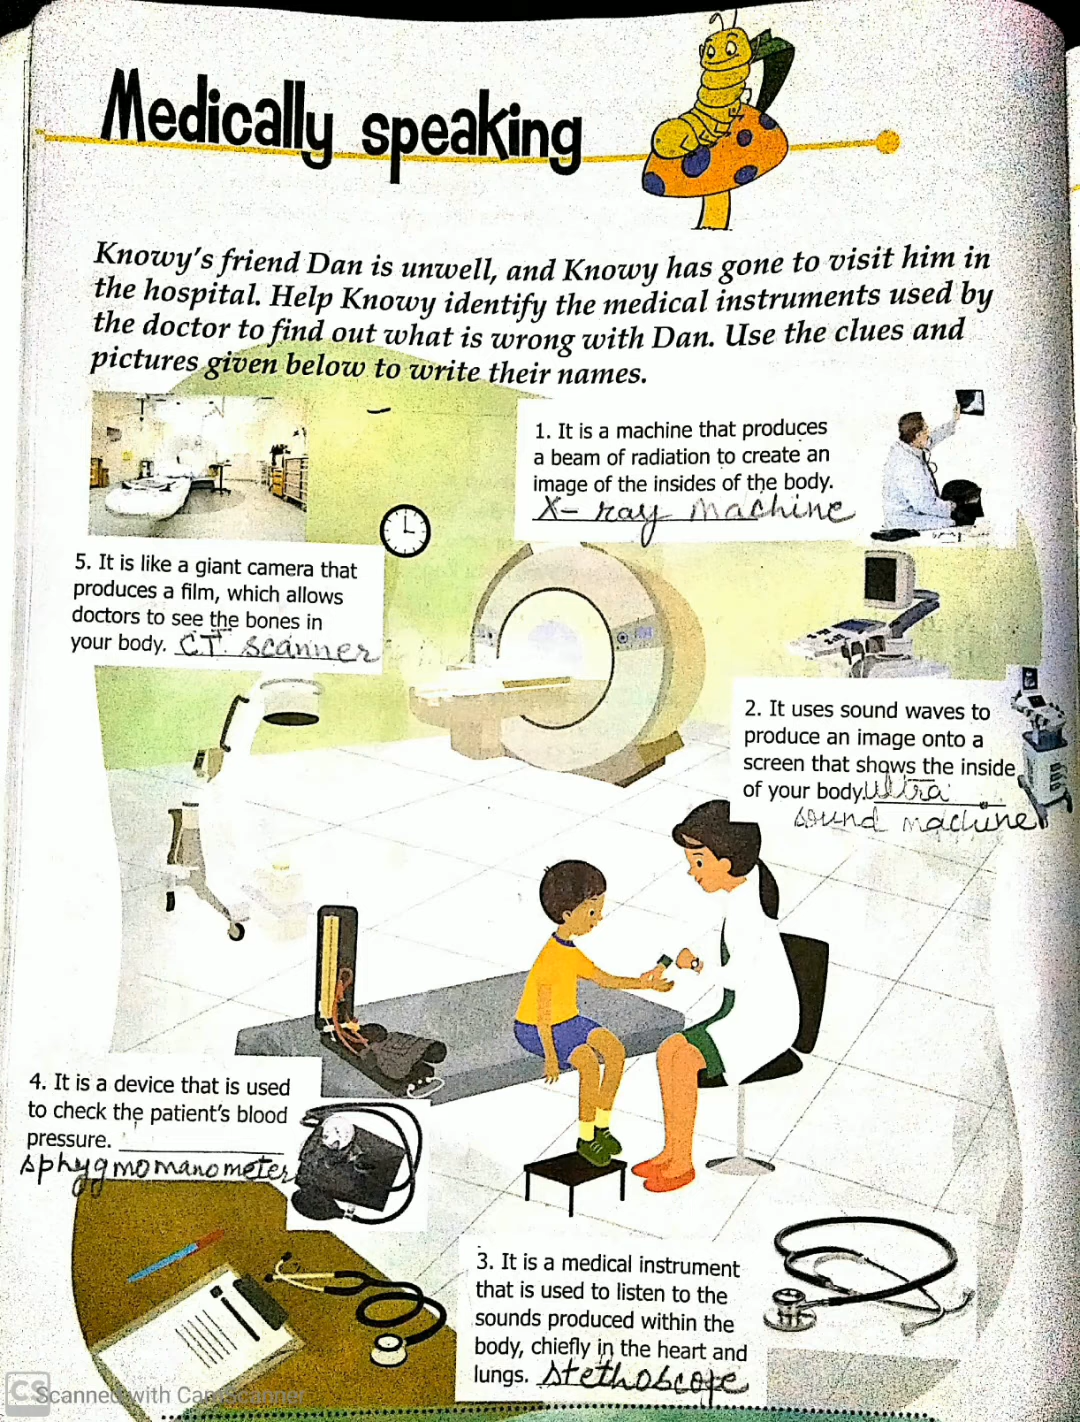 Medically speaking
Knowy's friend Dan is unwell, and Knowy has gone to visit him in
the hospital. Help Knowy identify the medical instruments used by
the doctor to find out what is wrong with Dan. Use the clues and
pictures given below to write their names.
1. It is a machine that produces
a beam of radiation to create an
image of the insides of the body.
X- ray machine
5. It is like a giant camera that
produces a film, which allows
doctors to see the bones in
your body. C.T. scanner
2. It uses sound waves to
produce an image onto a
screen that shows the inside
of your body. Ultra
sound machine
4. It is a device that is used
to check the patient's blood
pressure.
sphygmomanometer
3. It is a medical instrument
that is used to listen to the
sounds produced within the
body, chiefly in the heart and
lungs. stethoscope
CS Scanned with CamScanner